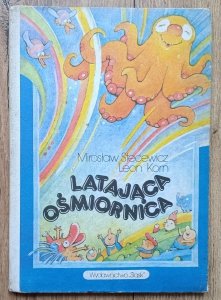 Mirosław Stecewicz
Leon Korn
LATAJĄCA
OŚMIORNICA
Wydawnictwo „Śląsk”